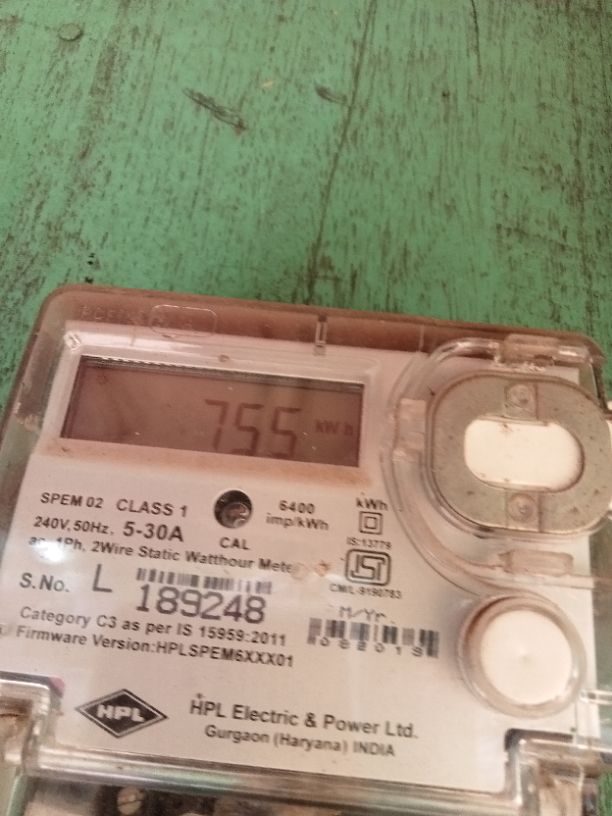 755 kWh
SPEM 02 CLASS 1
240V, 50Hz, 5-30A
6400
imp/kWh
CAL
kWh
IS:13779
ac, 1Ph, 2Wire Static Watthour Meter
CM/L-9190783
S.No. L 189248
M/Yr.
Category C3 as per IS 15959:2011
Firmware Version:HPLSPEM6XXX01
HPL
HPL Electric & Power Ltd.
Gurgaon (Haryana) INDIA